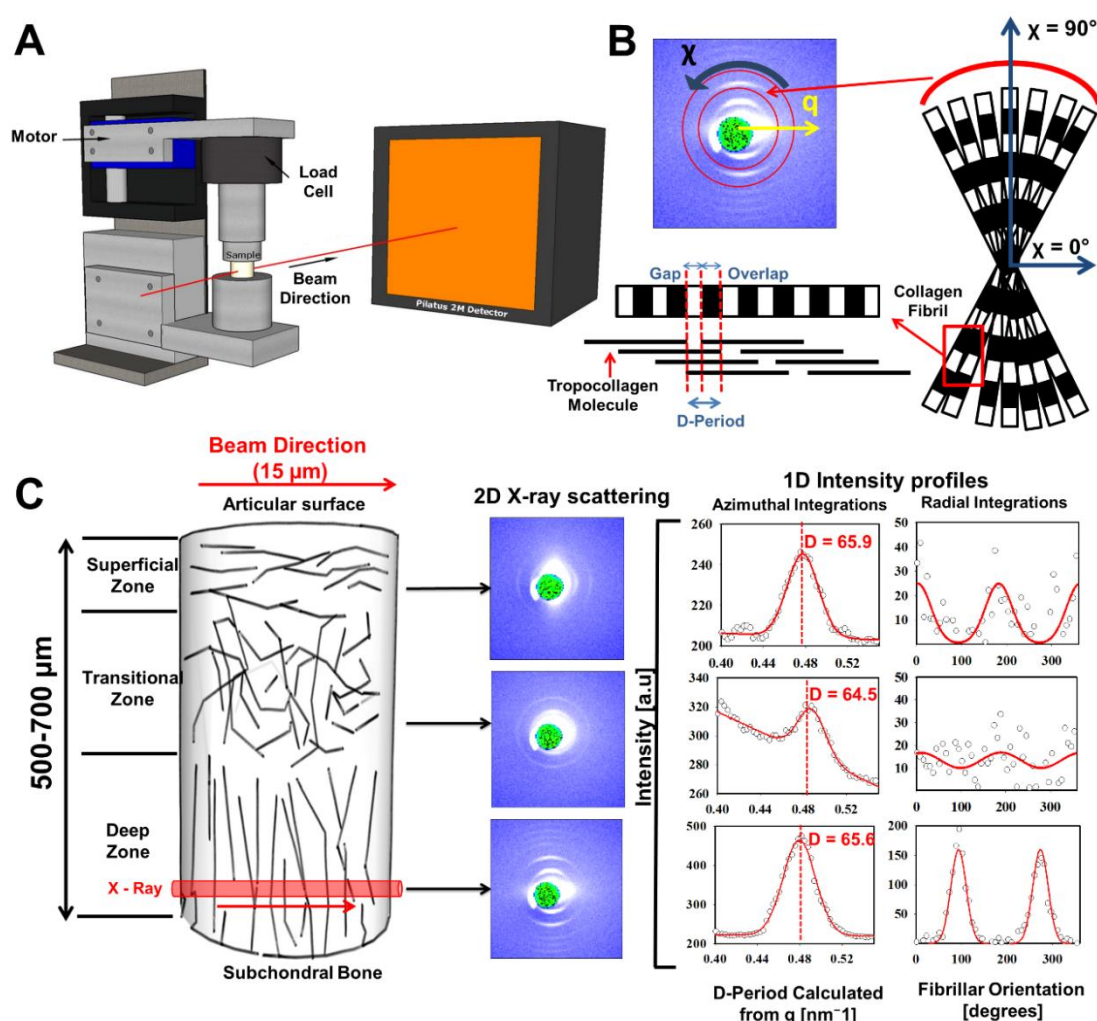 A
Motor
Load
Cell
Sample
Beam
Direction
Pilatus 2M Detector
B
χ
q
χ = 90°
χ = 0°
Gap
Overlap
Collagen
Fibril
Tropocollagen
Molecule
D-Period
C
Beam Direction
(15 µm)
Articular surface
500-700 µm
Superficial
Zone
Transitional
Zone
Deep
Zone
X - Ray
Subchondral Bone
2D X-ray scattering
1D Intensity profiles
Azimuthal Integrations
Radial Integrations
Intensity [a.u]
260
240
220
200
0.40 0.44 0.48 0.52
D = 65.9
50
40
30
20
10
0 100 200 300
340
320
300
280
260
0.40 0.44 0.48 0.52
D = 64.5
50
40
30
20
10
0 100 200 300
500
400
300
200
0.40 0.44 0.48 0.52
D = 65.6
200
150
100
50
0 100 200 300
D-Period Calculated
from q [nm⁻1]
Fibrillar Orientation
[degrees]